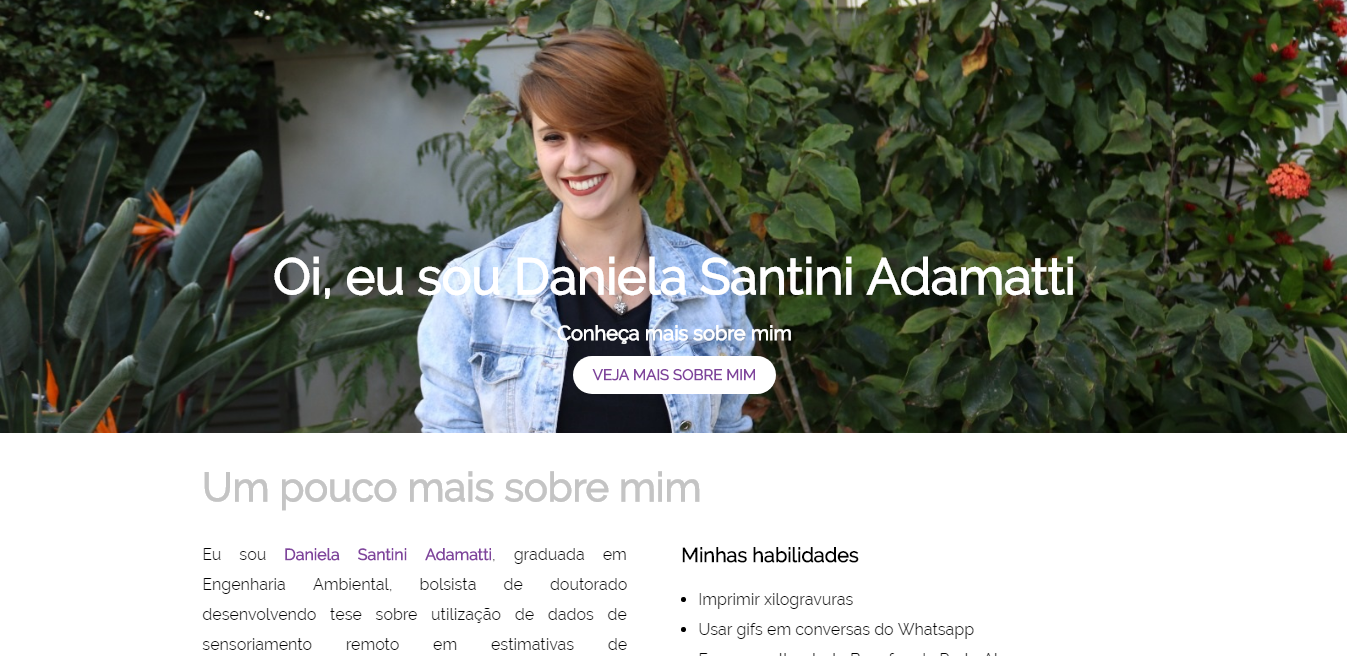 Oi, eu sou Daniela Santini Adamatti
Conheça mais sobre mim
VEJA MAIS SOBRE MIM
Um pouco mais sobre mim
Eu sou Daniela Santini Adamatti, graduada em
Engenharia Ambiental, bolsista de doutorado
desenvolvendo tese sobre utilização de dados de
sensoriamento remoto em estimativas de
Minhas habilidades
Imprimir xilogravuras
Usar gifs em conversas do Whatsapp